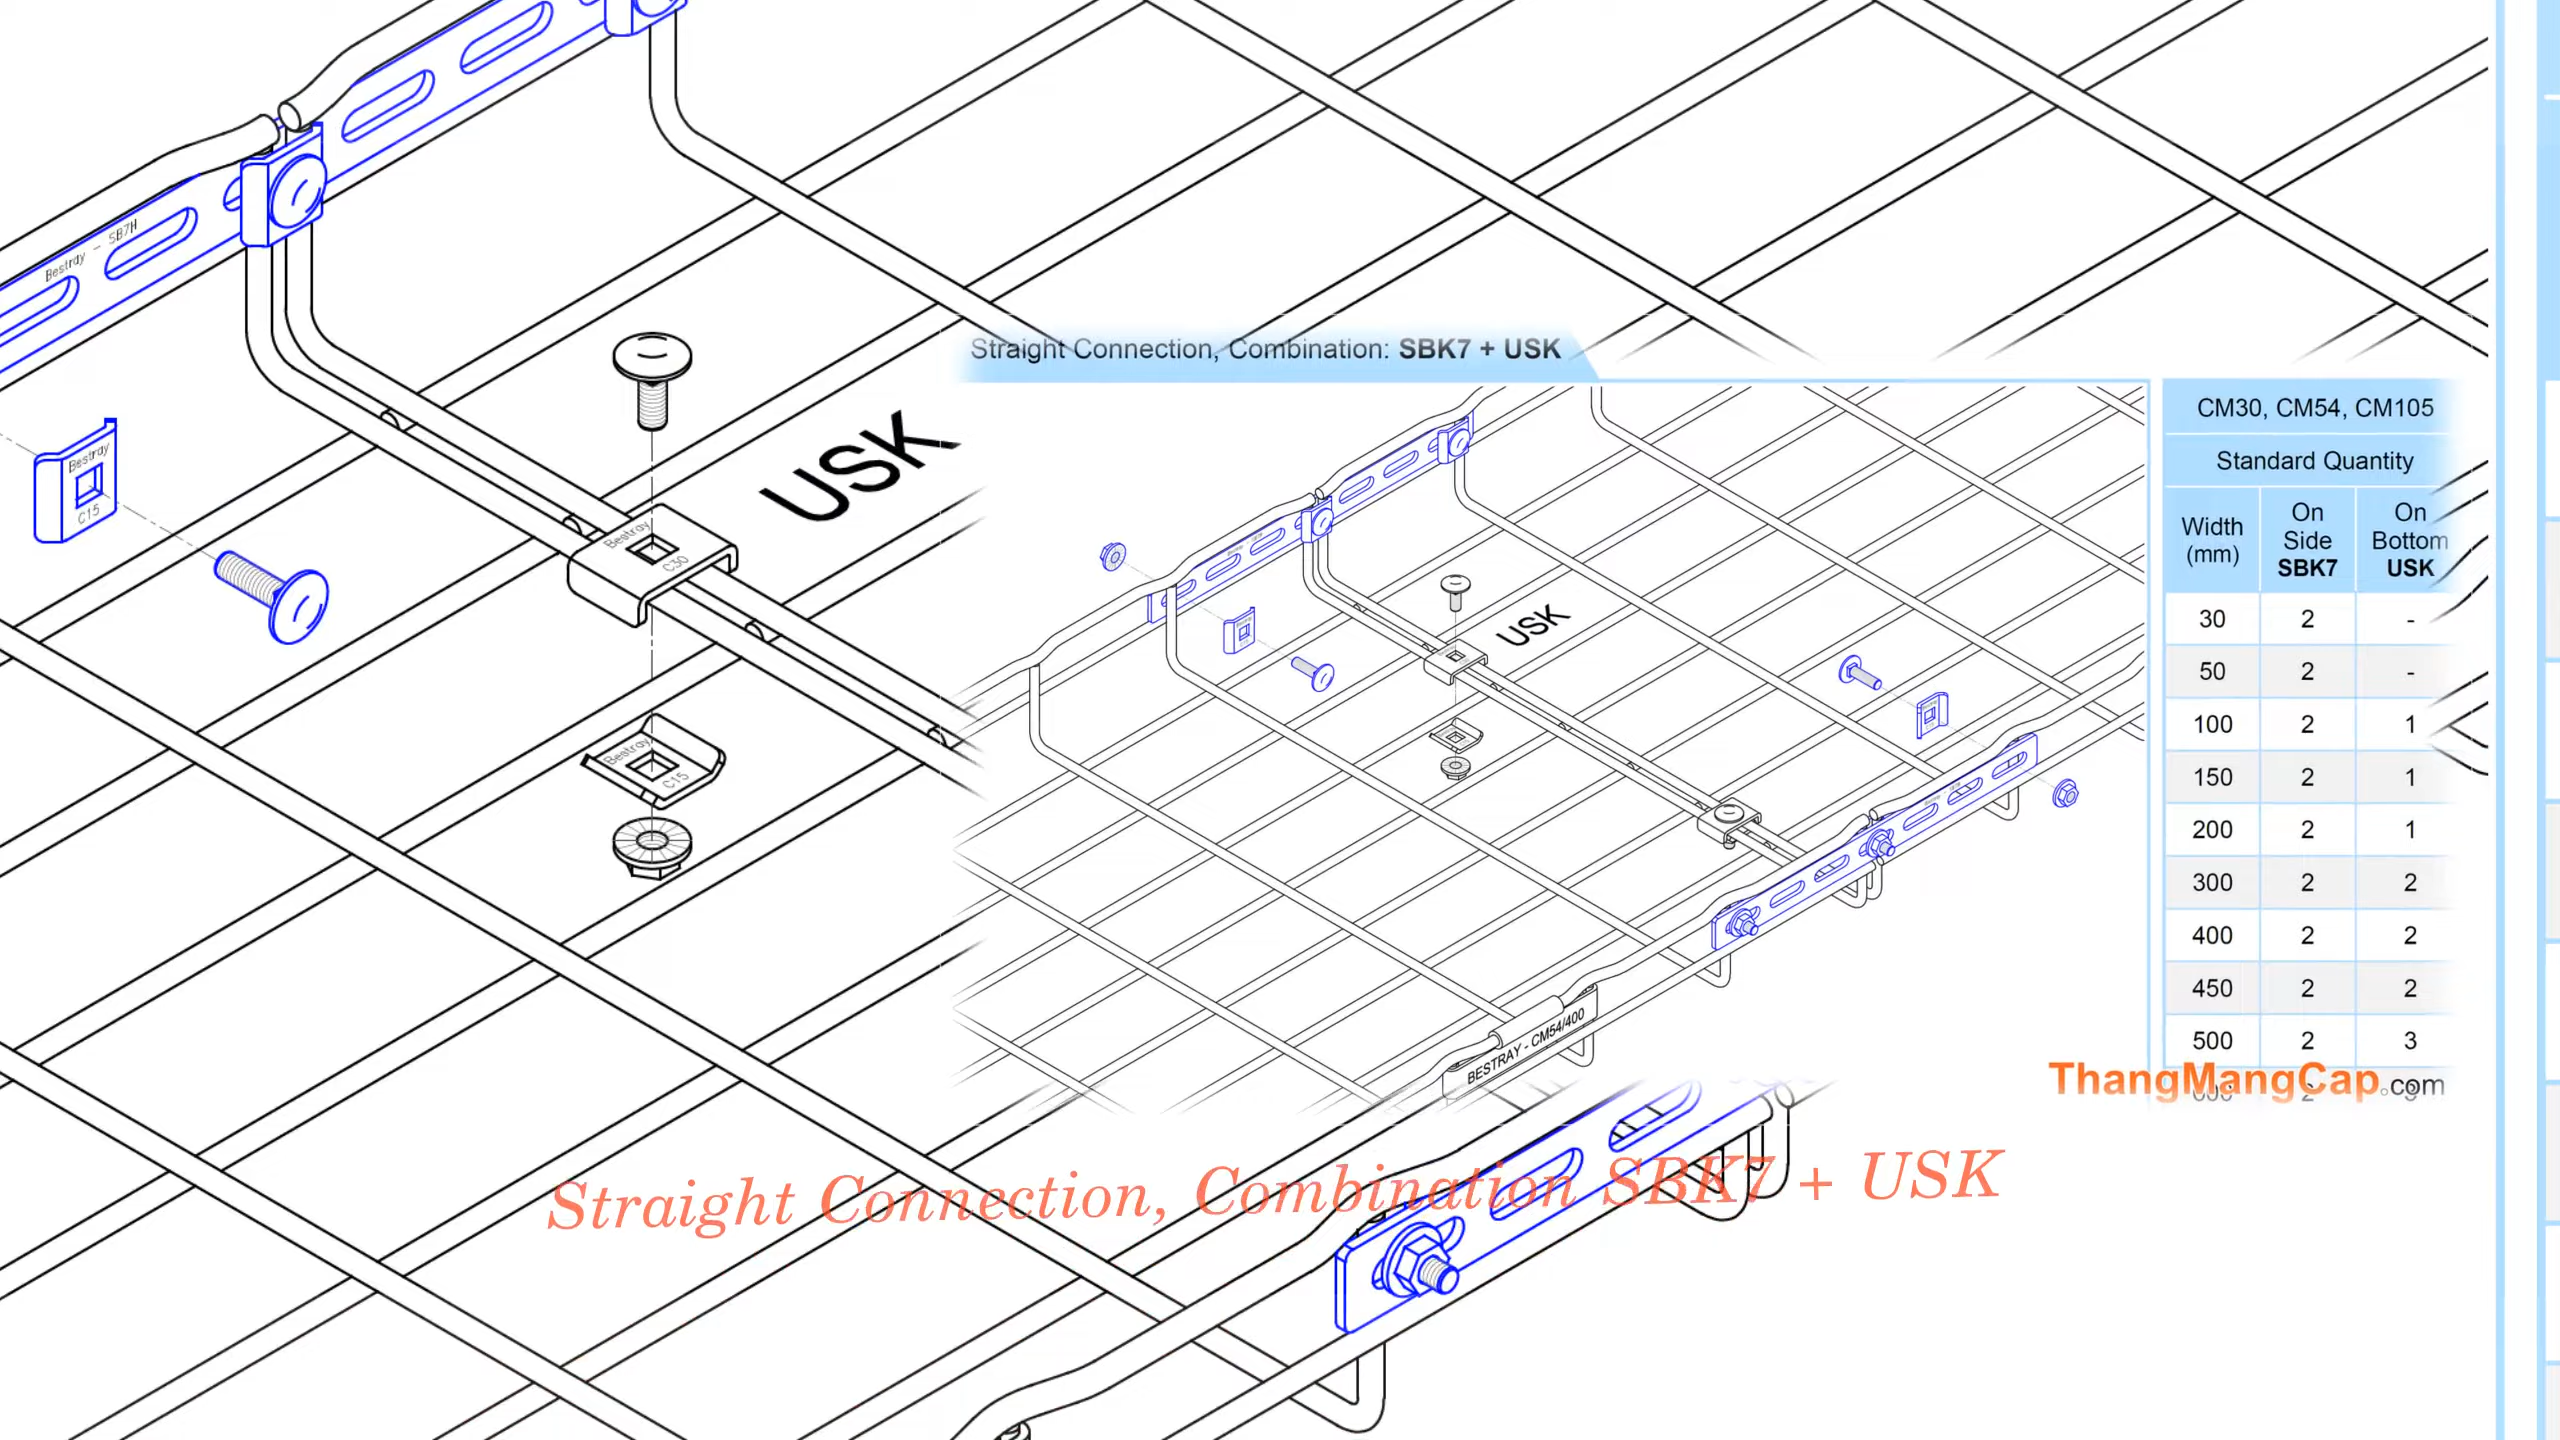 Bestray - SB7H
Bestray
C15
Bestray
C30
Bestray
C15
USK
Straight Connection, Combination: SBK7 + USK
USK
BESTRAY - CM54/400
CM30, CM54, CM105
Standard Quantity
Width (mm) On Side SBK7 On Bottom USK
30 2 -
50 2 -
100 2 1
150 2 1
200 2 1
300 2 2
400 2 2
450 2 2
500 2 3
ThangMangCap.com
Straight Connection, Combination SBK7 + USK